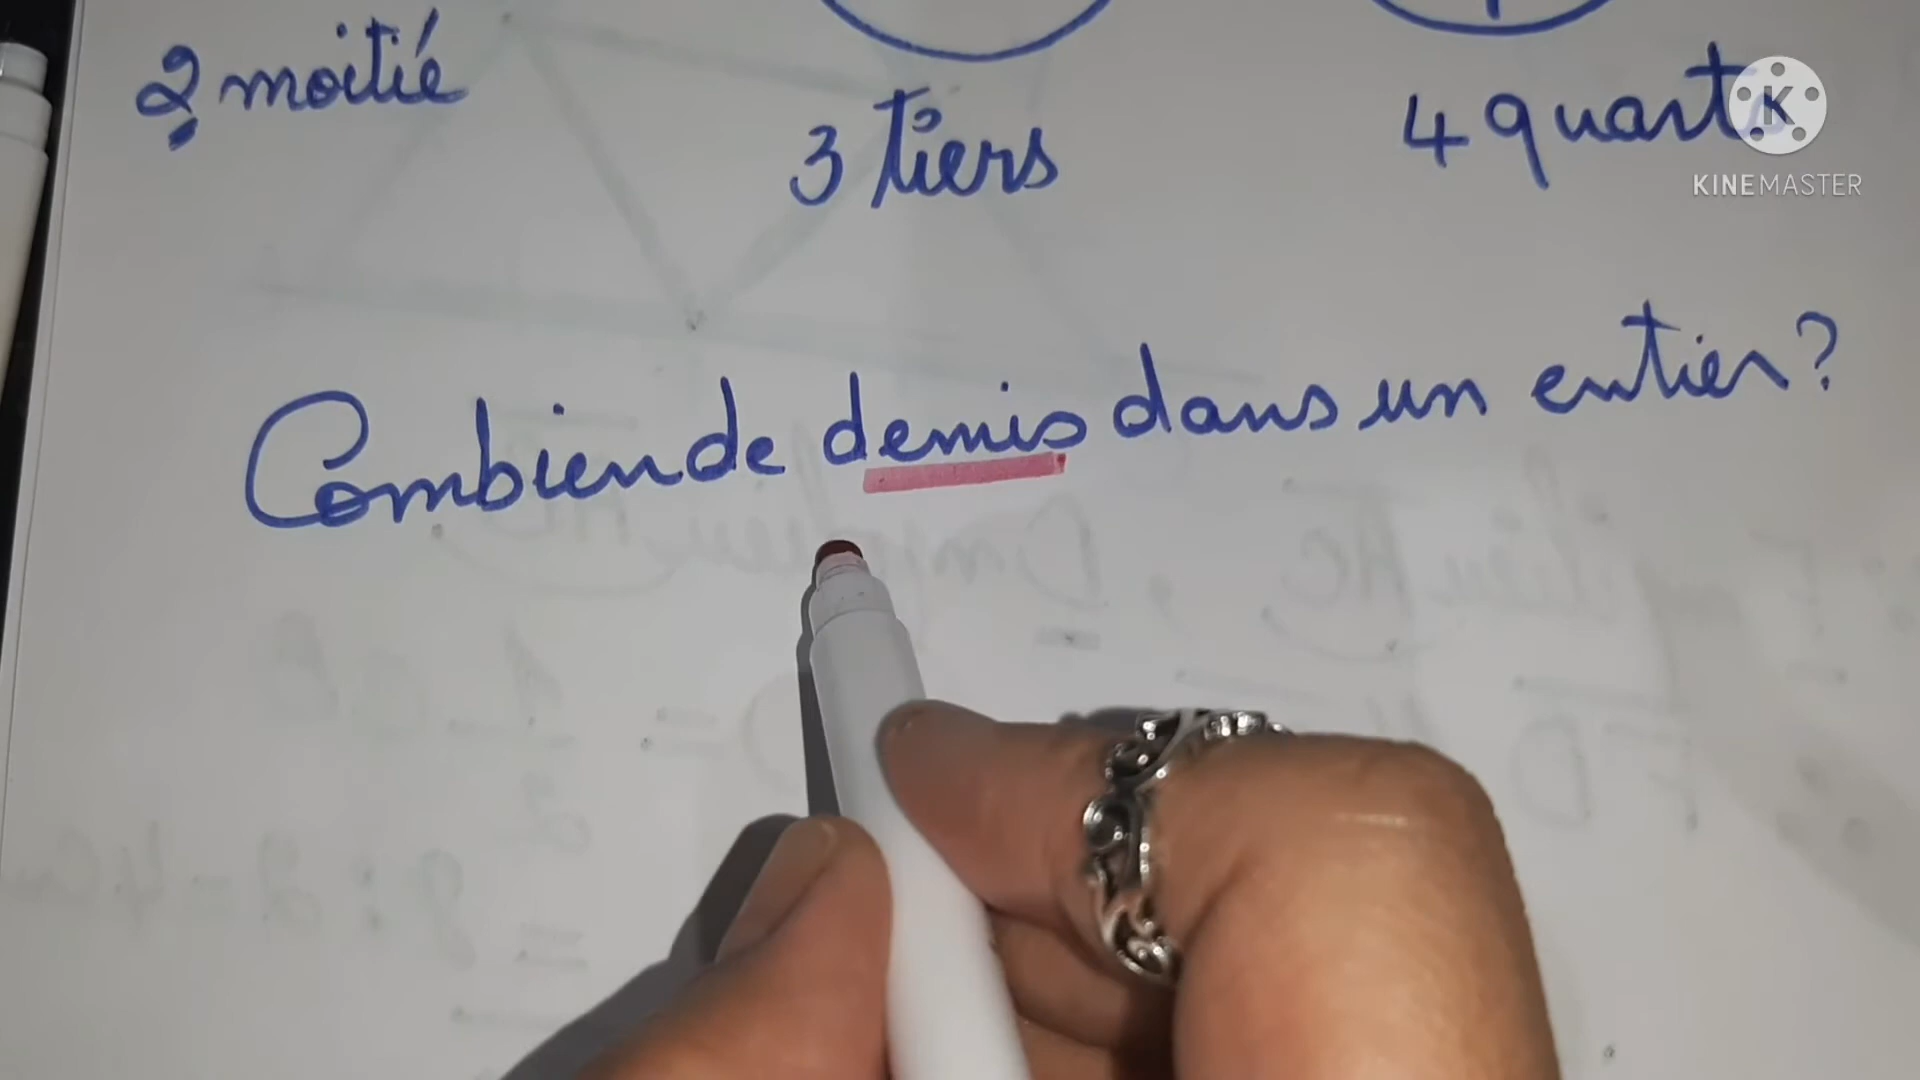 2 moitié
3 tiers
4 quarts
KINEMASTER
Combien de demis dans un entier?